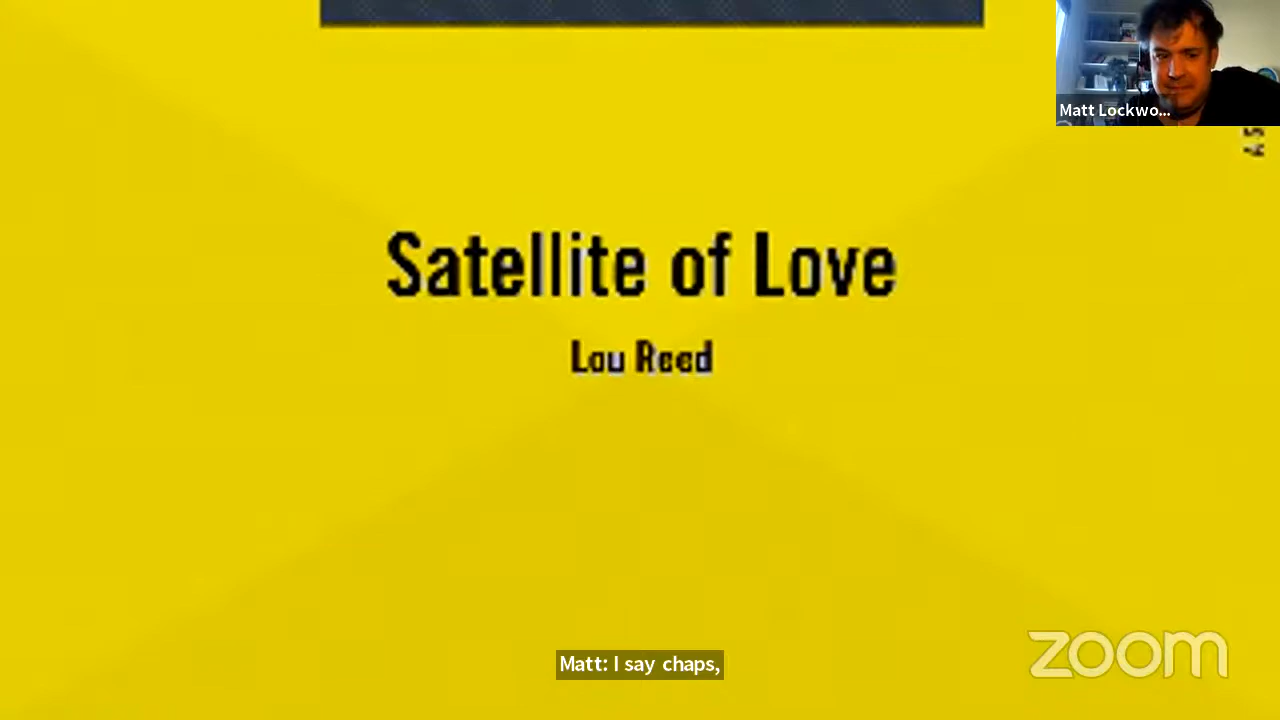 Matt Lockwo...
Satellite of Love
Lou Reed
Matt: I say chaps,
zoom